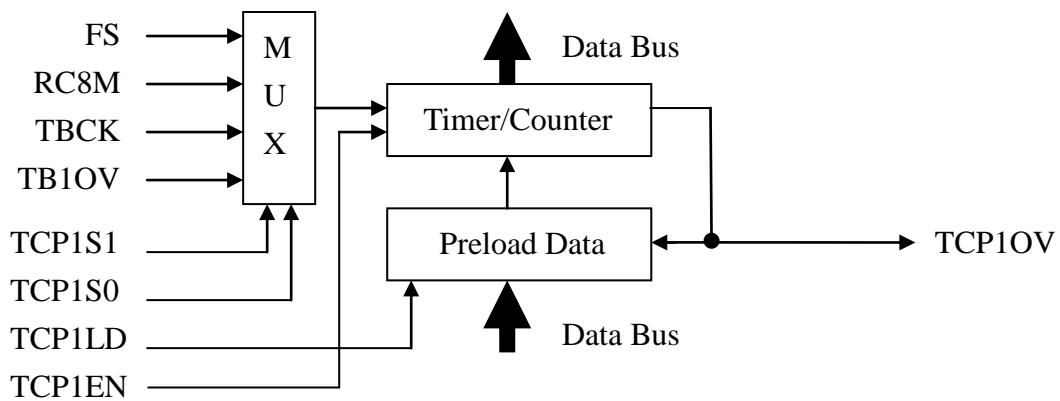 FS
RC8M
TBCK
TB1OV
TCP1S1
TCP1S0
TCP1LD
TCP1EN
M
U
X
Data Bus
Timer/Counter
Preload Data
Data Bus
TCP1OV